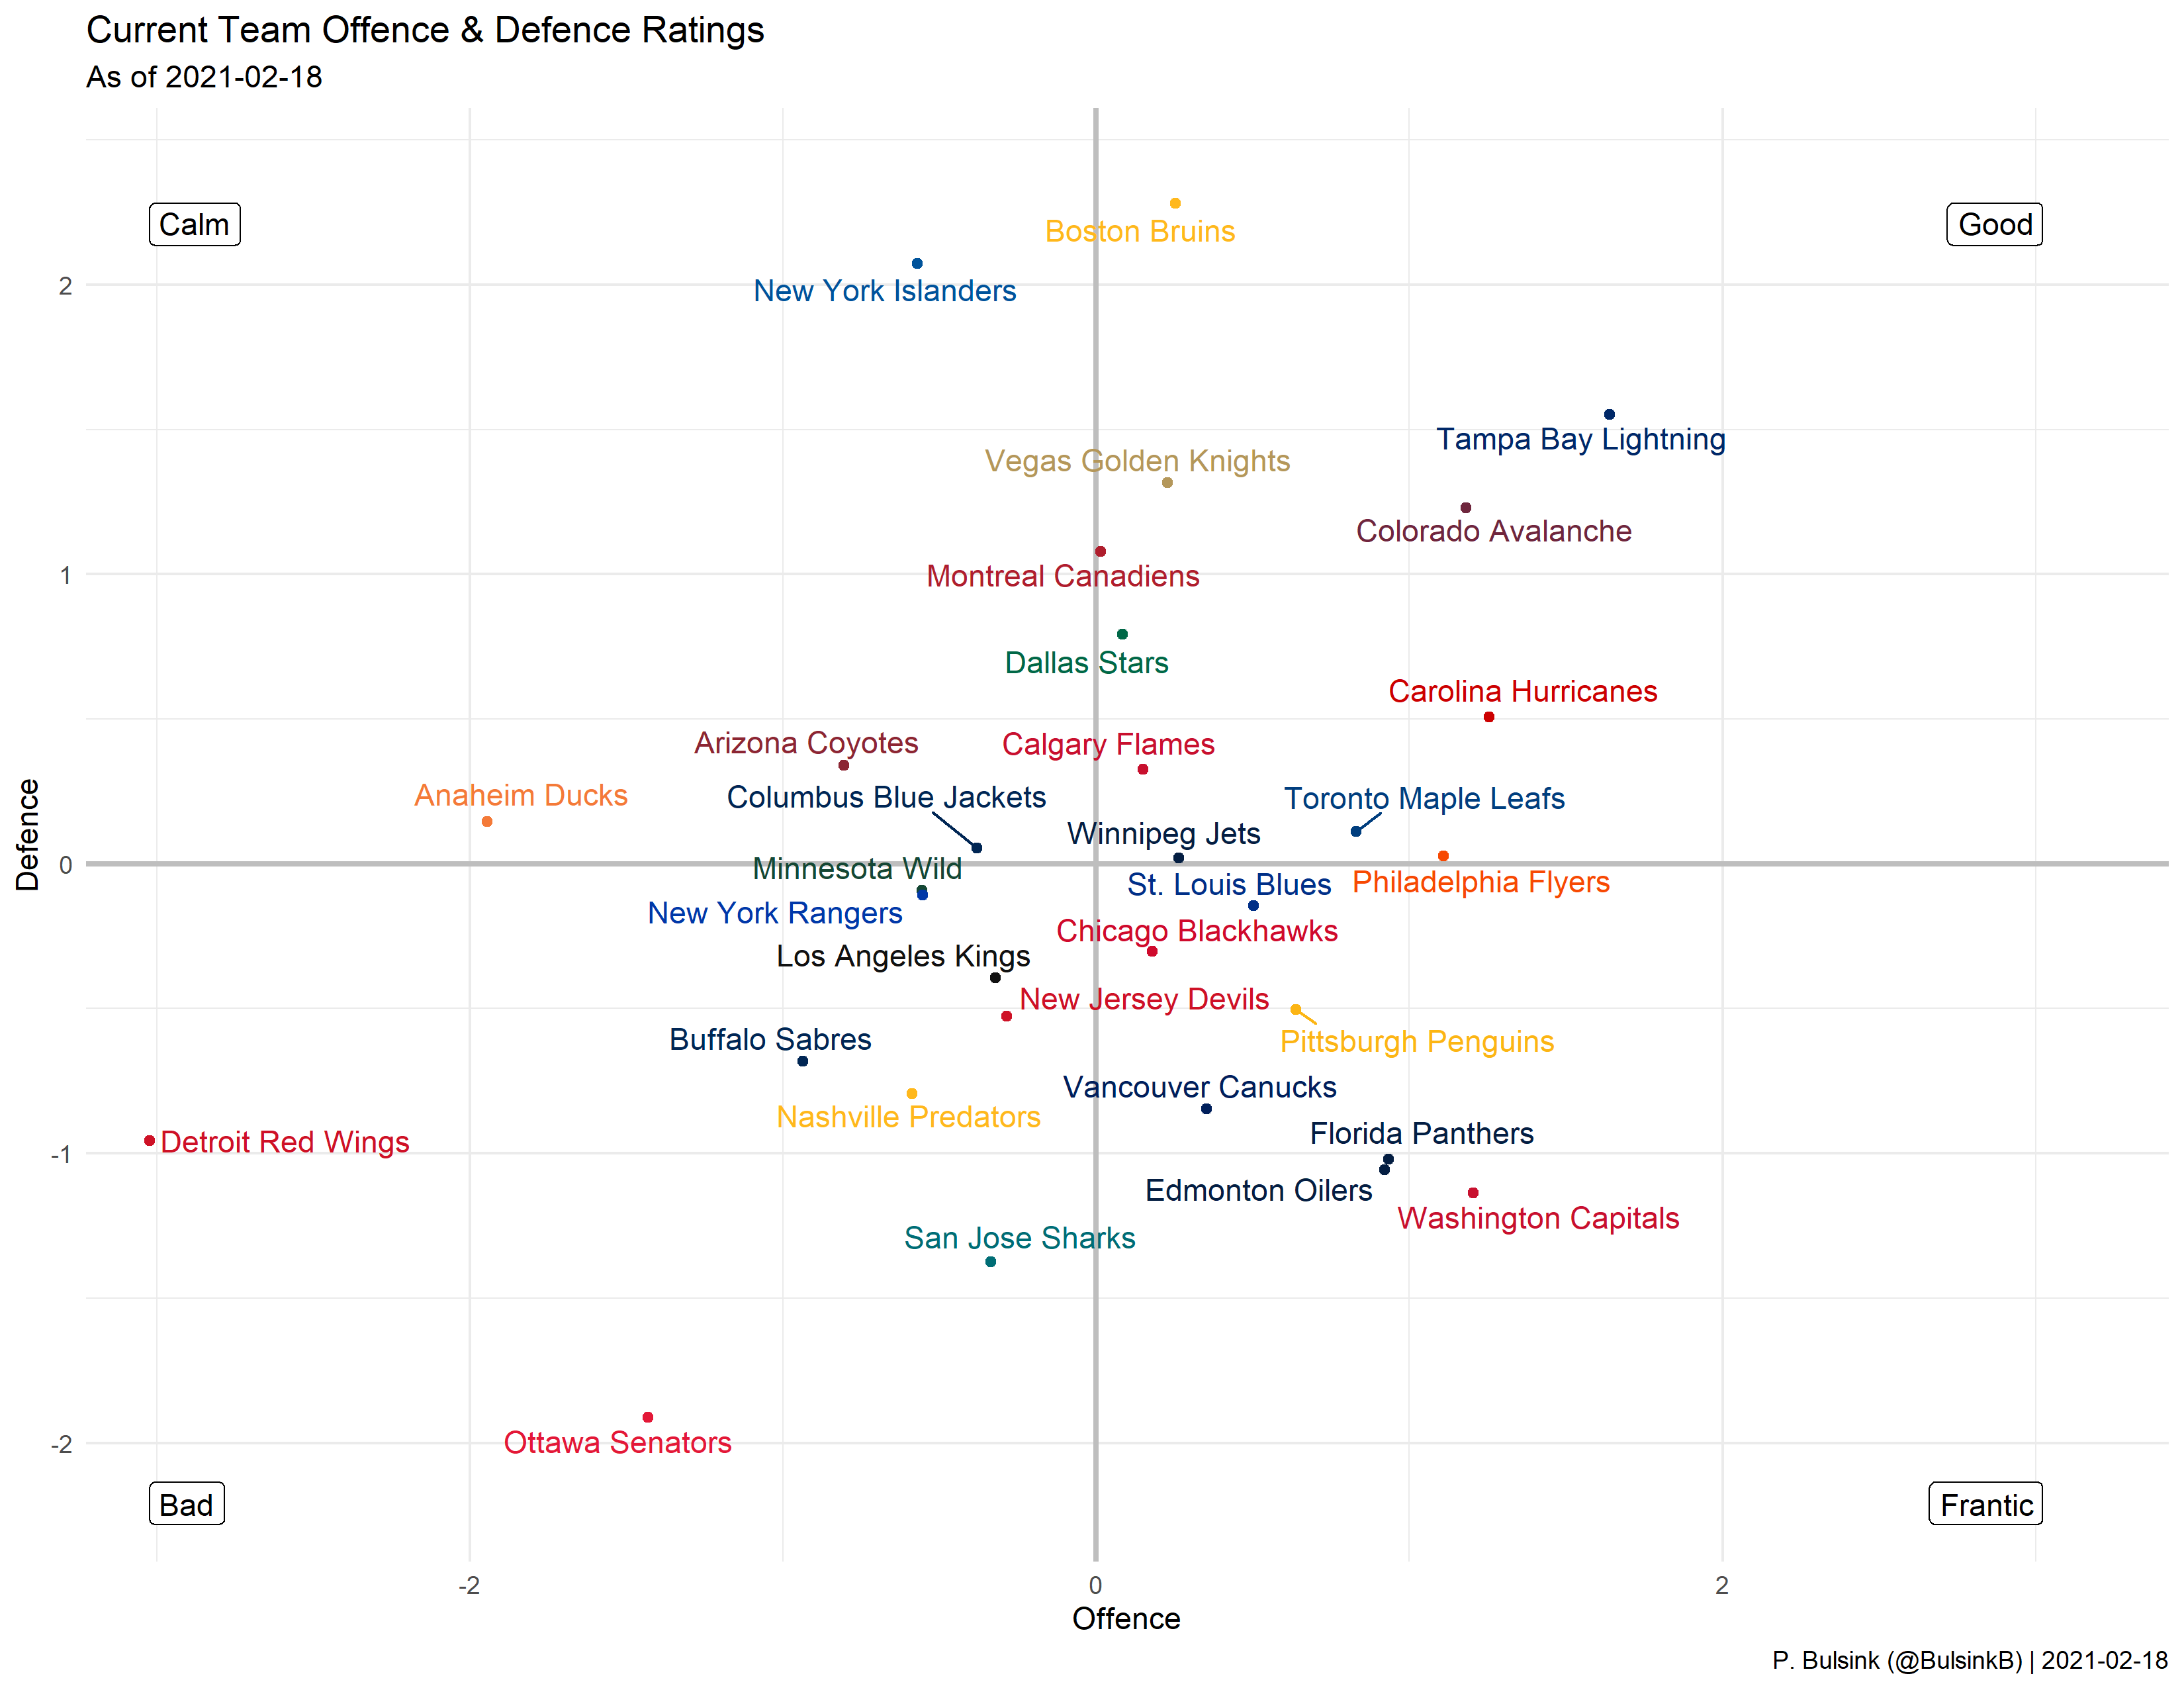 Current Team Offence & Defence Ratings
As of 2021-02-18
Calm
Good
Boston Bruins
New York Islanders
2
Tampa Bay Lightning
Vegas Golden Knights
Colorado Avalanche
1
Montreal Canadiens
Dallas Stars
Carolina Hurricanes
Arizona Coyotes
Calgary Flames
Anaheim Ducks
Columbus Blue Jackets
Toronto Maple Leafs
Winnipeg Jets
Defence
0
Minnesota Wild
St. Louis Blues
Philadelphia Flyers
New York Rangers
Chicago Blackhawks
Los Angeles Kings
New Jersey Devils
Buffalo Sabres
Pittsburgh Penguins
Vancouver Canucks
Nashville Predators
Florida Panthers
Detroit Red Wings
-1
Edmonton Oilers
Washington Capitals
San Jose Sharks
Ottawa Senators
-2
Bad
Frantic
-2
0
2
Offence
P. Bulsink (@BulsinkB) | 2021-02-18